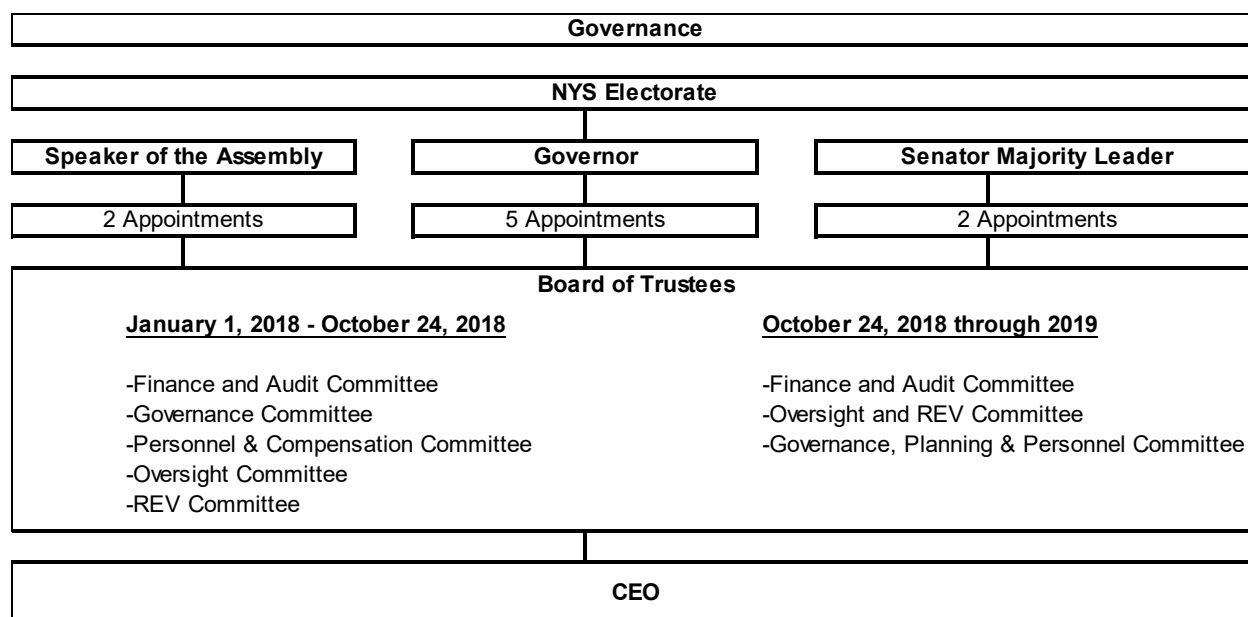 Governance
NYS Electorate
Speaker of the Assembly
Governor
Senator Majority Leader
2 Appointments
5 Appointments
2 Appointments
Board of Trustees
January 1, 2018 - October 24, 2018
-Finance and Audit Committee
-Governance Committee
-Personnel & Compensation Committee
-Oversight Committee
-REV Committee
October 24, 2018 through 2019
-Finance and Audit Committee
-Oversight and REV Committee
-Governance, Planning & Personnel Committee
CEO